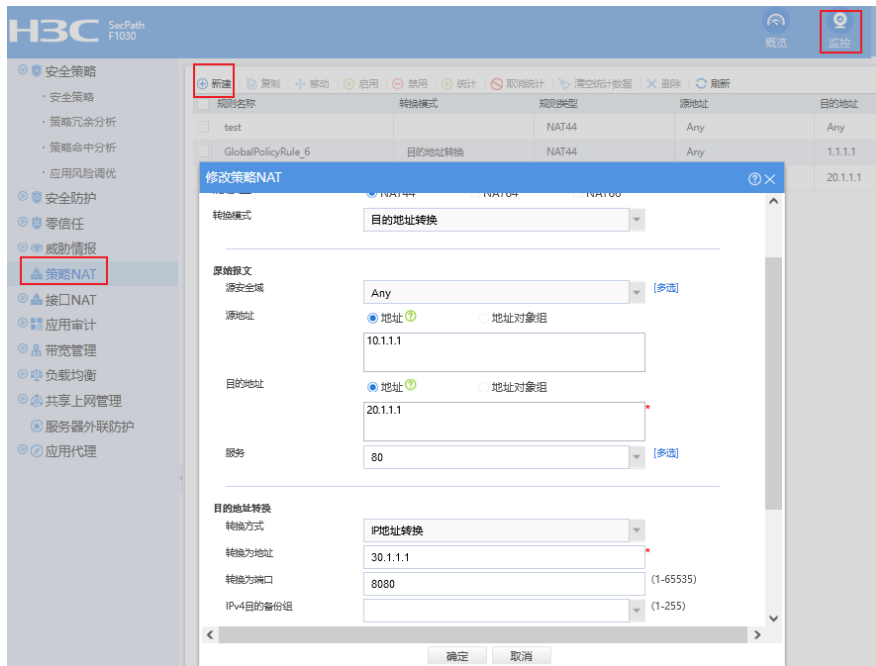 H3C SecPath F1030
概览
监控
安全策略
新建 复制 移动 启用 禁用 统计 取消统计 清空统计数据 删除 刷新
安全策略
规则名称 转换模式 规则类型 源地址 目的地址
策略冗余分析
test NAT44 Any Any
策略命中分析
GlobalPolicyRule_6 目的地址转换 NAT44 Any 1.1.1.1
应用风险调优
20.1.1.1
安全防护
零信任
威胁情报
策略NAT
接口NAT
应用审计
带宽管理
负载均衡
共享上网管理
服务器外联防护
应用代理
修改策略NAT
NAT44 NAT64 NAT66
转换模式 目的地址转换
原始报文
源安全域 Any [多选]
源地址 地址 地址对象组
10.1.1.1
目的地址 地址 地址对象组
20.1.1.1 *
服务 80 [多选]
目的地址转换
转换方式 IP地址转换
转换为地址 30.1.1.1 *
转换为端口 8080 (1-65535)
IPv4目的备份组 (1-255)
确定 取消